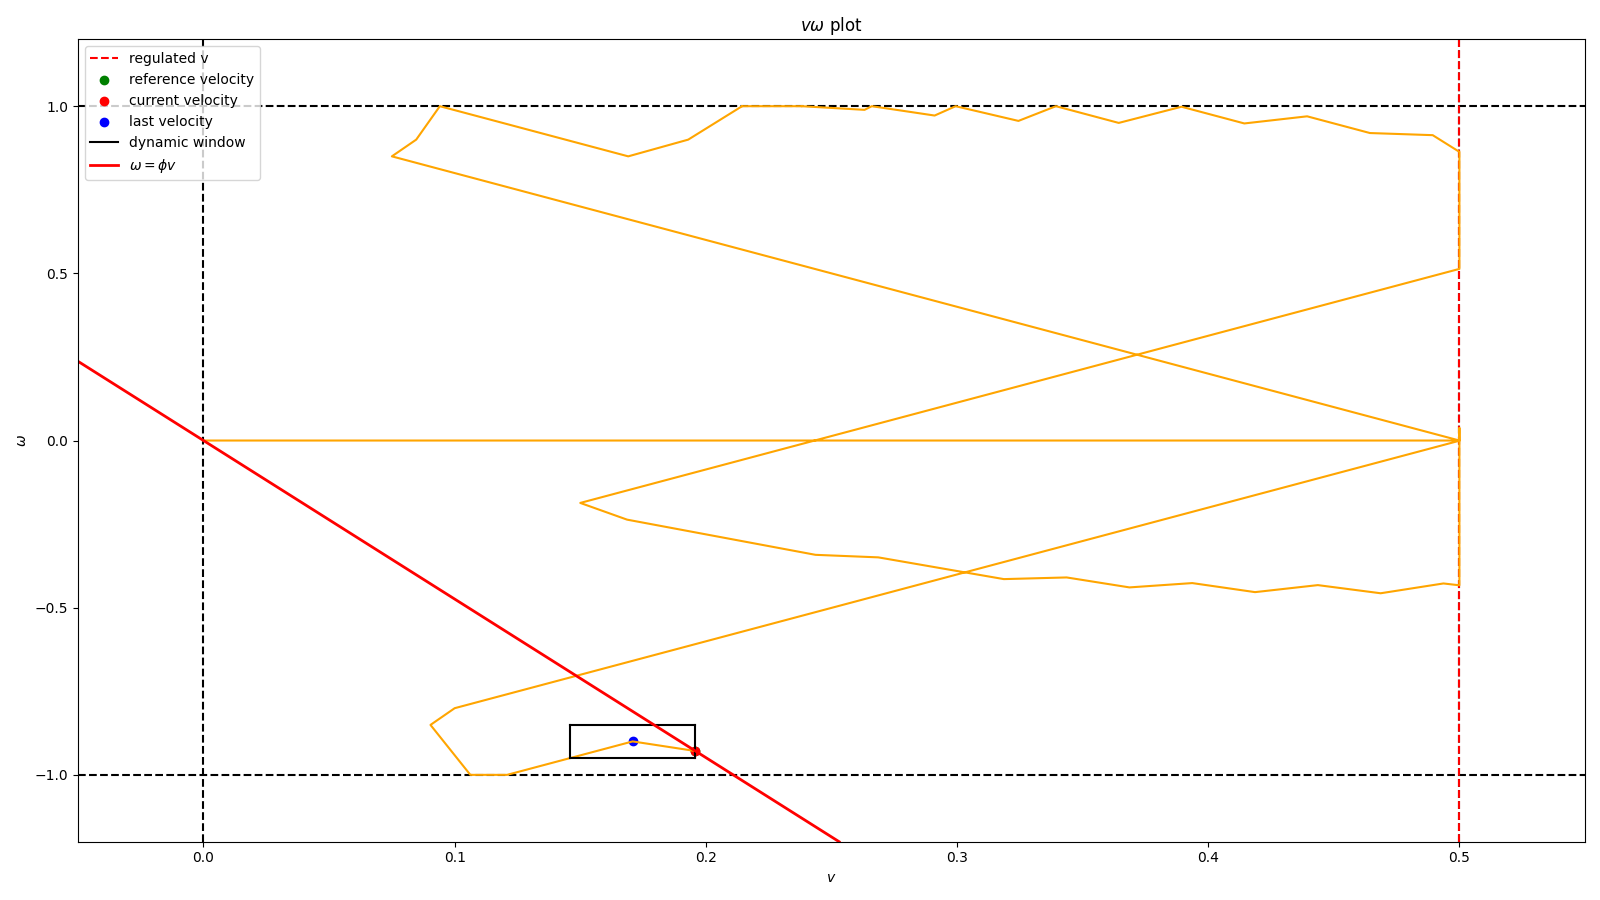 vω plot
regulated v
reference velocity
current velocity
last velocity
dynamic window
ω = ϕv
1.0
0.5
0.0
−0.5
−1.0
ω
0.0 0.1 0.2 0.3 0.4 0.5
v